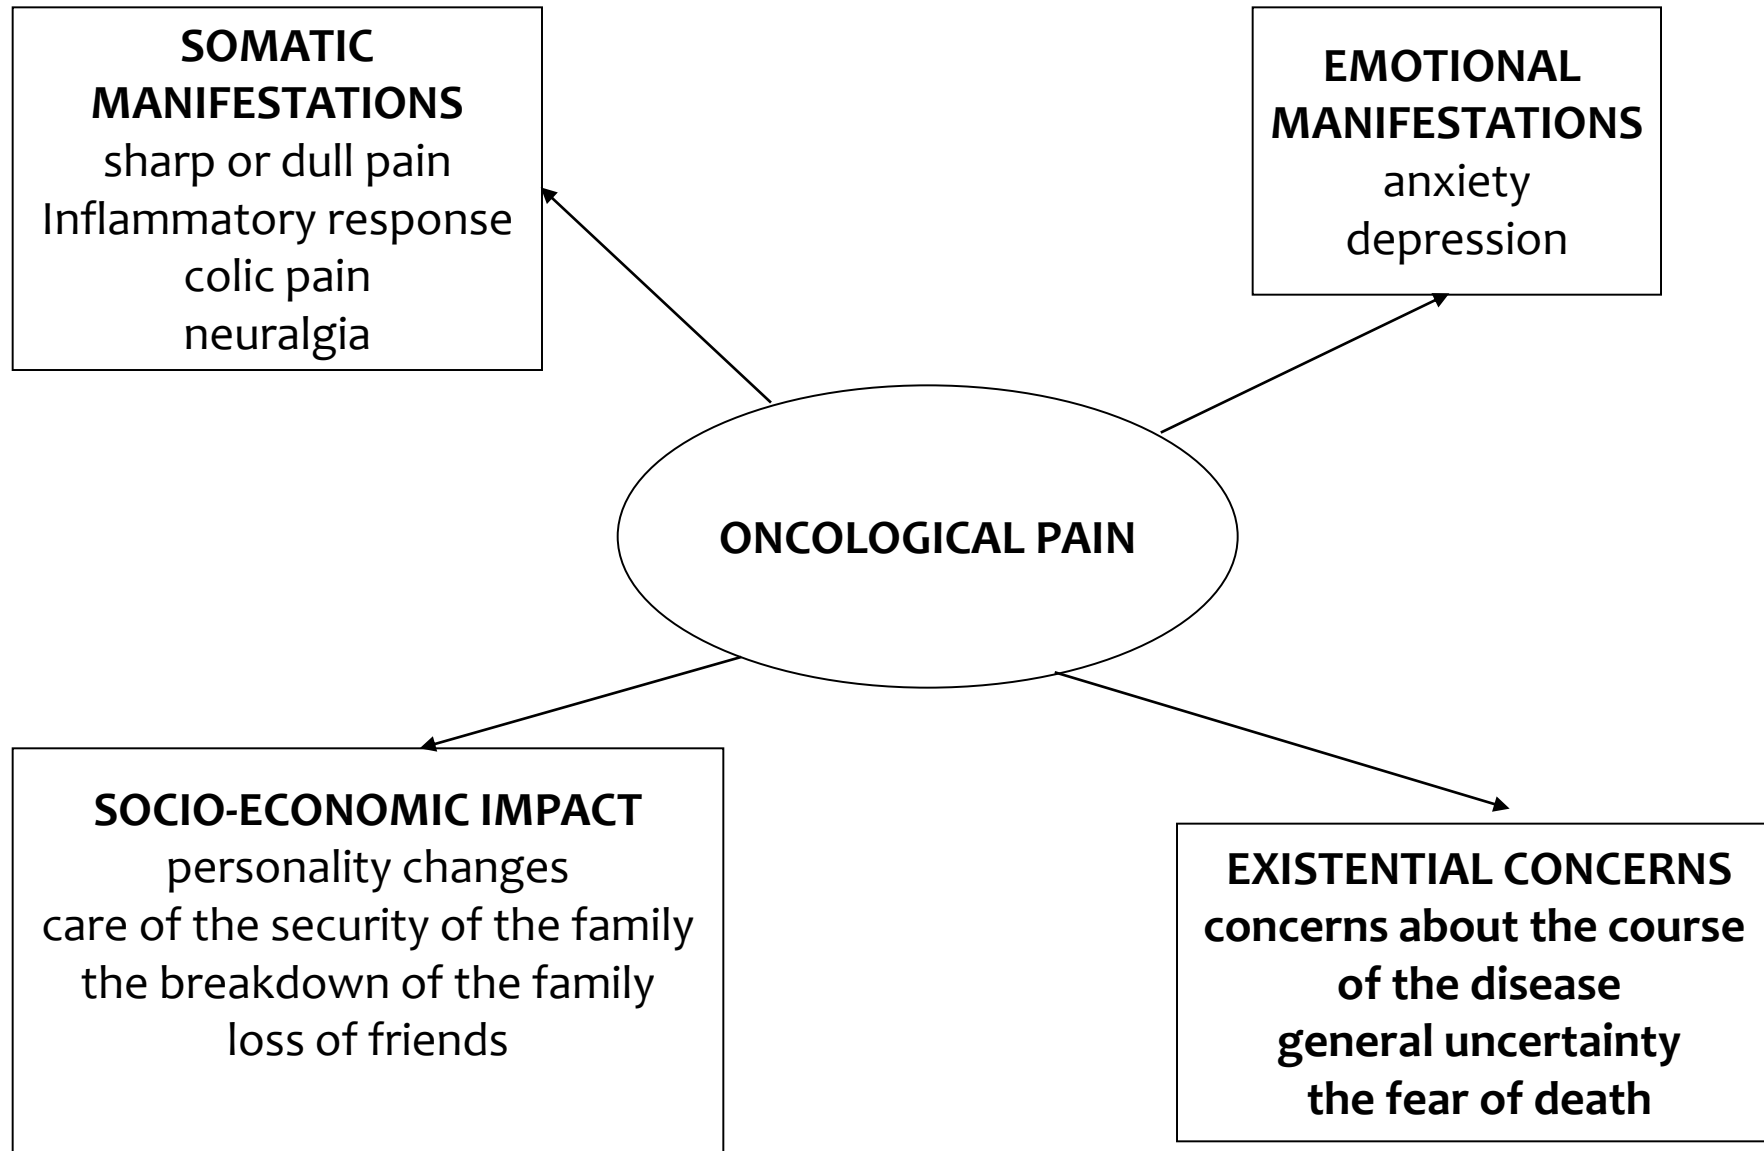 SOMATIC
MANIFESTATIONS
sharp or dull pain
Inflammatory response
colic pain
neuralgia
EMOTIONAL
MANIFESTATIONS
anxiety
depression
ONCOLOGICAL PAIN
SOCIO-ECONOMIC IMPACT
personality changes
care of the security of the family
the breakdown of the family
loss of friends
EXISTENTIAL CONCERNS
concerns about the course
of the disease
general uncertainty
the fear of death